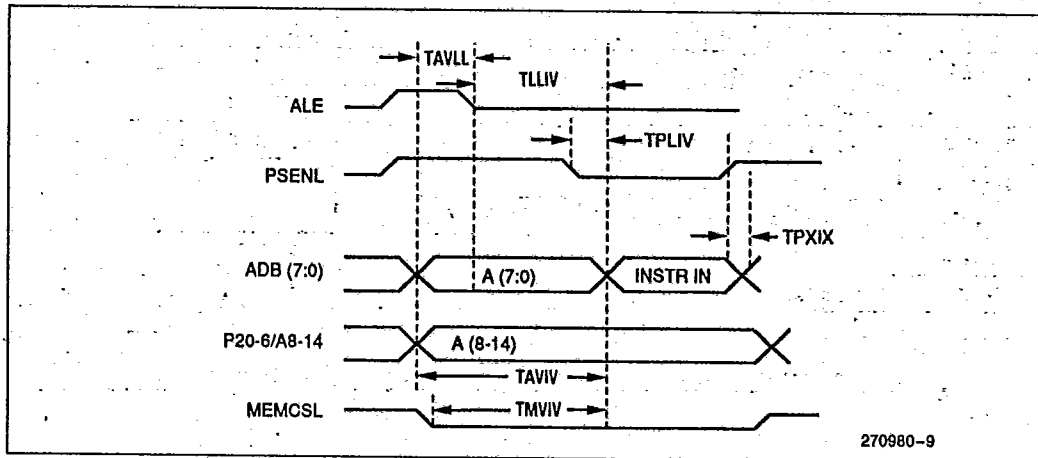 TAVLL
TLLIV
ALE
TPLIV
PSENL
TPXIX
ADB (7:0)
A (7:0)
INSTR IN
P20-6/A8-14
A (8-14)
TAVIV
MEMCSL
TMVIV
270980-9